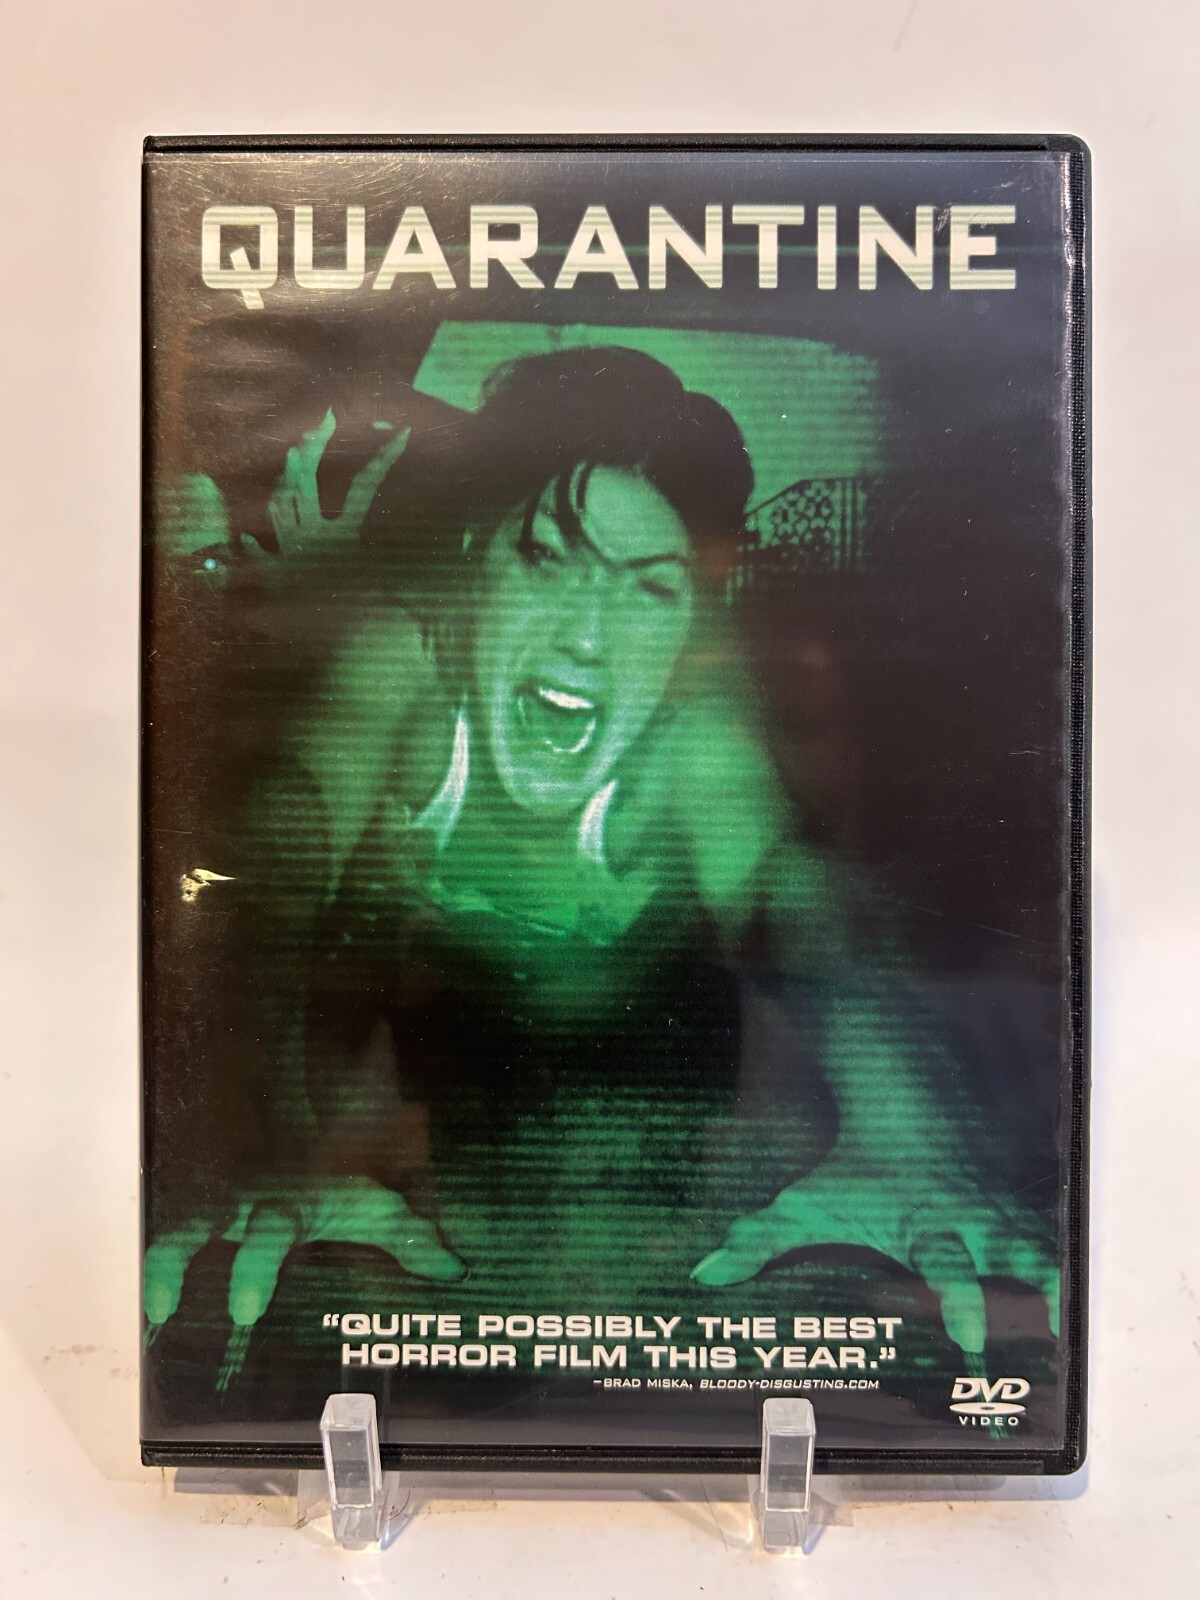 QUARANTINE
“QUITE POSSIBLY THE BEST
HORROR FILM THIS YEAR.”
–BRAD MISKA, BLOODY-DISGUSTING.COM
DVD
VIDEO